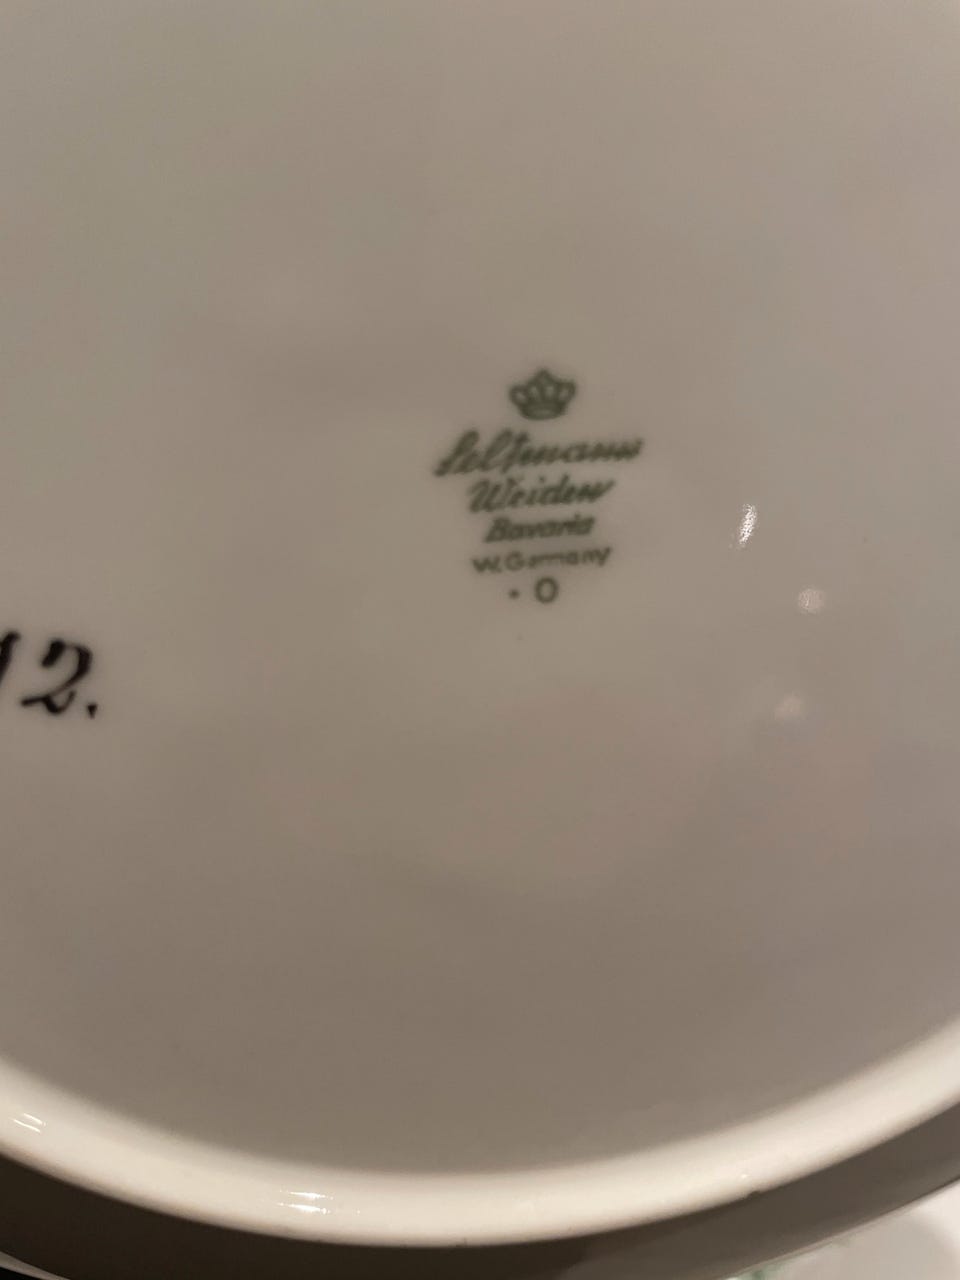 Seltmann
Weiden
Bavaria
W.Germany
· O
12.